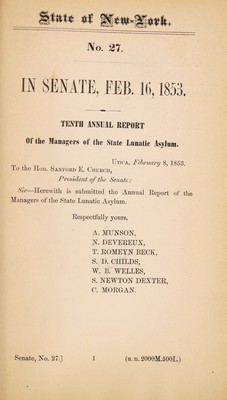 State of New-York.
No. 27.
IN SENATE, FEB. 16, 1853.
TENTH ANNUAL REPORT
Of the Managers of the State Lunatic Asylum.
UTICA, February 8, 1853.
To the Hon. SANFORD E. CHURCH,
President of the Senate:
Sir—Herewith is submitted the Annual Report of the
Managers of the State Lunatic Asylum.
Respectfully yours,
A. MUNSON,
N. DEVEREUX,
T. ROMEYN BECK,
S. D. CHILDS,
W. B. WELLES,
S. NEWTON DEXTER,
C. MORGAN.
Senate, No. 27.] 1 (u. n. 2000M.500L.)